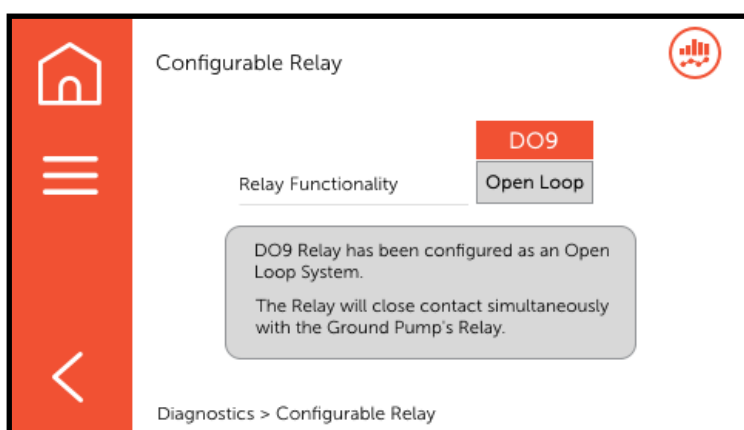 Configurable Relay
DO9
Relay Functionality
Open Loop
DO9 Relay has been configured as an Open
Loop System.
The Relay will close contact simultaneously
with the Ground Pump's Relay.
Diagnostics > Configurable Relay